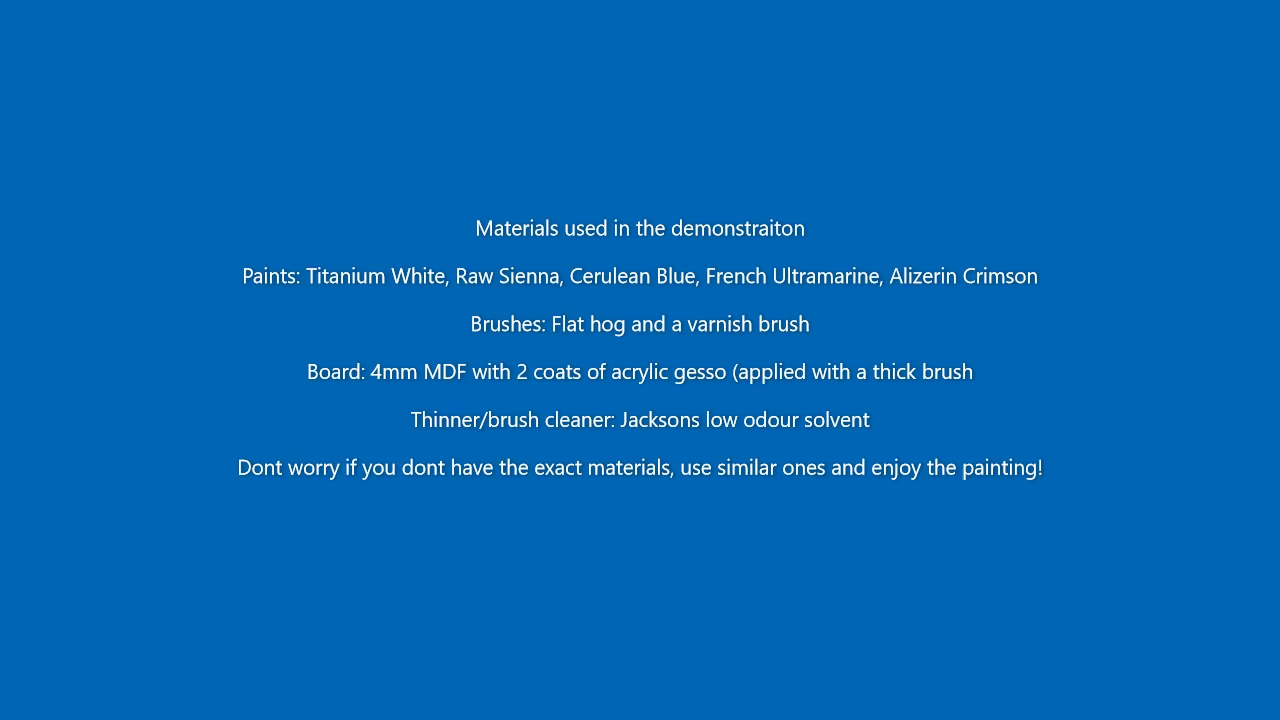 Materials used in the demonstraiton
Paints: Titanium White, Raw Sienna, Cerulean Blue, French Ultramarine, Alizerin Crimson
Brushes: Flat hog and a varnish brush
Board: 4mm MDF with 2 coats of acrylic gesso (applied with a thick brush
Thinner/brush cleaner: Jacksons low odour solvent
Dont worry if you dont have the exact materials, use similar ones and enjoy the painting!